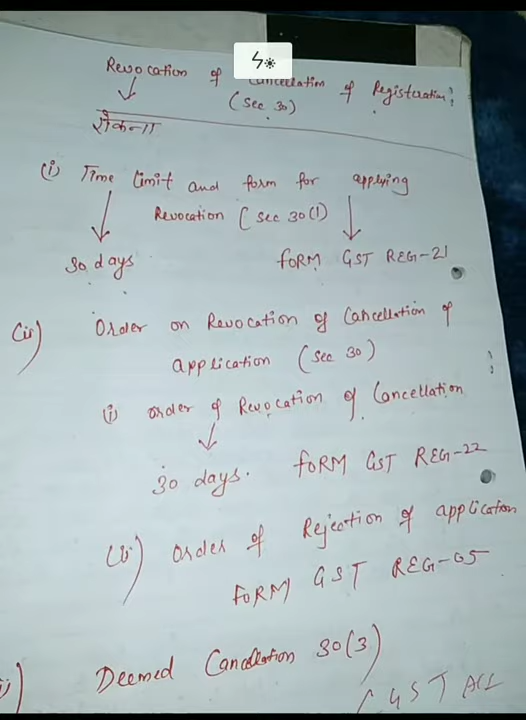 Revocation of Cancellation of Registration:
(Sec 30)
रोकना
(i) Time limit and form for applying
Revocation (Sec 30(1)
30 days FORM GST REG-21
(ii) Order on Revocation of Cancellation of
application (Sec 30)
(i) order of Revocation of Cancellation
30 days. FORM GST REG-22
(ii) Order of Rejection of application
FORM GST REG-05
Deemed Cancellation 30(3)